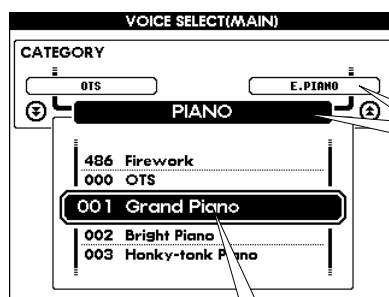 VOICE SELECT(MAIN)
CATEGORY
OTS E.PIANO
PIANO
486 Firework
000 OTS
001 Grand Piano
002 Bright Piano
003 Honky-tonk Piano